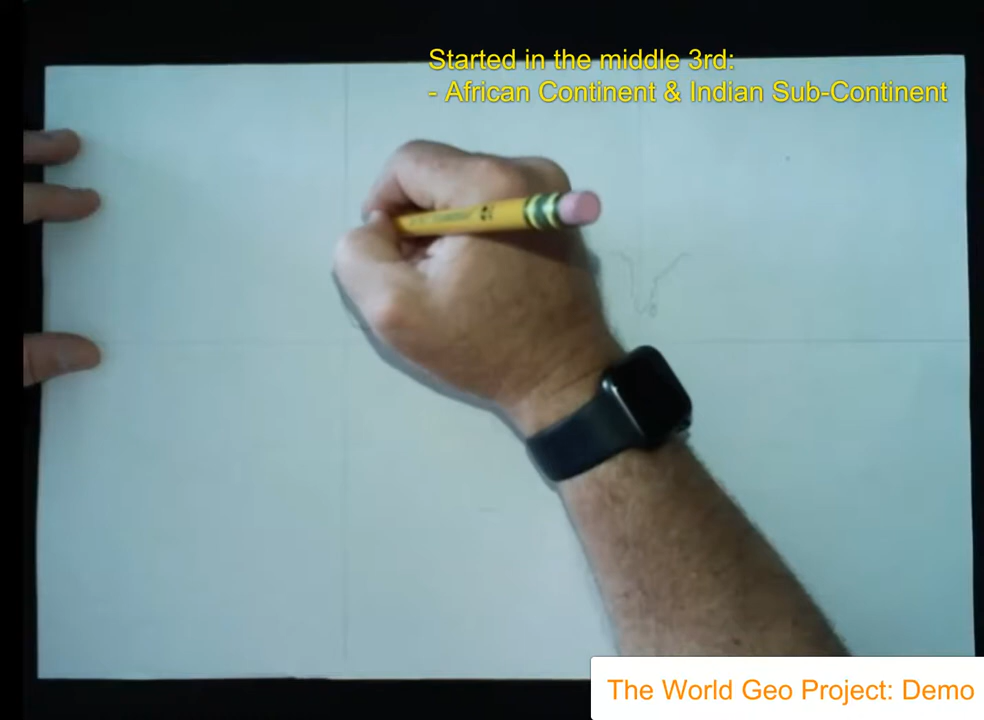 Started in the middle 3rd:
- African Continent & Indian Sub-Continent
The World Geo Project: Demo